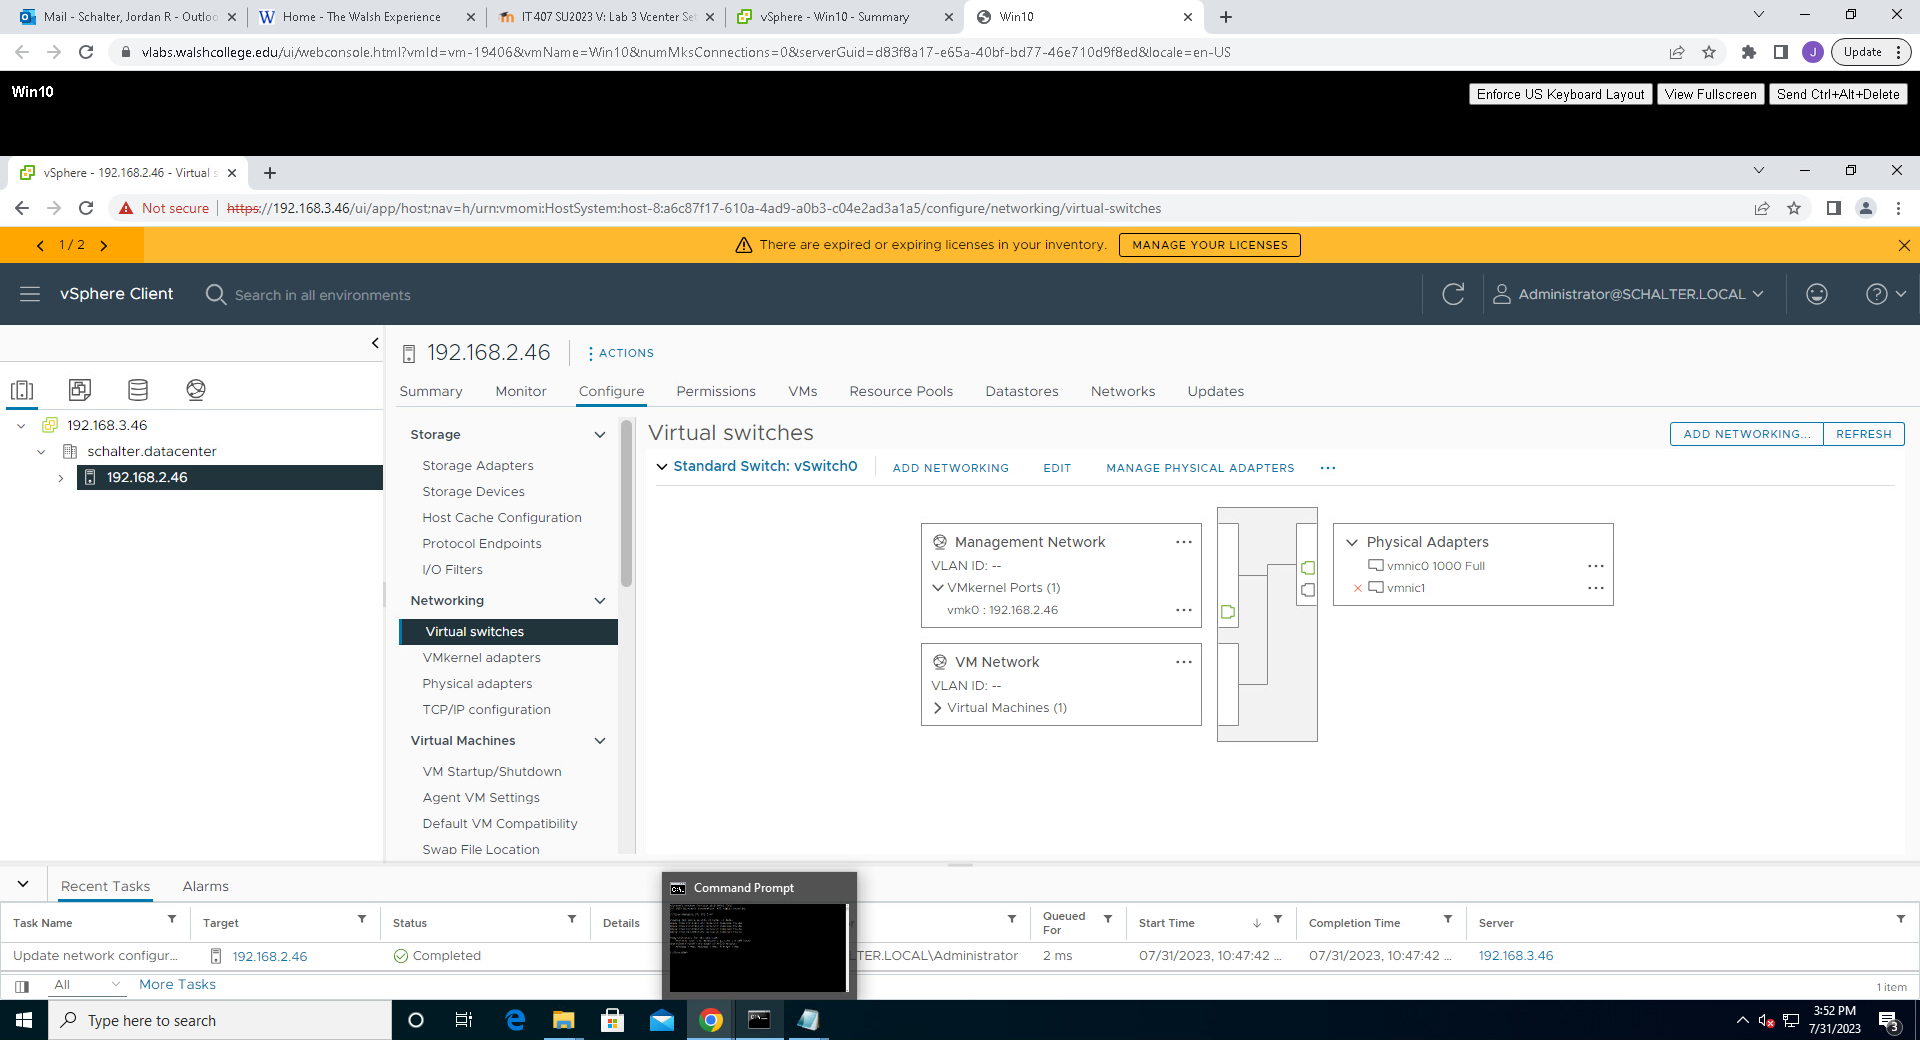 Mail - Schalter, Jordan R - Outloo
Home - The Walsh Experience
IT 407 SU2023 V: Lab 3 Vcenter Set
vSphere - Win10 - Summary
Win10
vlabs.walshcollege.edu/ui/webconsole.html?vmId=vm-19406&vmName=Win10&numMksConnections=0&serverGuid=d83f8a17-e65a-40bf-bd77-46e710d9f8ed&locale=en-US
J
Update
Win10
Enforce US Keyboard Layout
View Fullscreen
Send Ctrl+Alt+Delete
vSphere - 192.168.2.46 - Virtual s
Not secure
https://192.168.3.46/ui/app/host;nav=h/urn:vmomi:HostSystem:host-8:a6c87f17-610a-4ad9-a0b3-c04e2ad3a1a5/configure/networking/virtual-switches
1 / 2
There are expired or expiring licenses in your inventory.
MANAGE YOUR LICENSES
vSphere Client
Search in all environments
Administrator@SCHALTER.LOCAL
192.168.2.46
ACTIONS
Summary
Monitor
Configure
Permissions
VMs
Resource Pools
Datastores
Networks
Updates
192.168.3.46
schalter.datacenter
192.168.2.46
Storage
Storage Adapters
Storage Devices
Host Cache Configuration
Protocol Endpoints
I/O Filters
Networking
Virtual switches
VMkernel adapters
Physical adapters
TCP/IP configuration
Virtual Machines
VM Startup/Shutdown
Agent VM Settings
Default VM Compatibility
Swap File Location
Virtual switches
ADD NETWORKING...
REFRESH
Standard Switch: vSwitch0
ADD NETWORKING
EDIT
MANAGE PHYSICAL ADAPTERS
Management Network
VLAN ID: --
VMkernel Ports (1)
vmk0 : 192.168.2.46
VM Network
VLAN ID: --
Virtual Machines (1)
Physical Adapters
vmnic0 1000 Full
vmnic1
Recent Tasks
Alarms
Command Prompt
Task Name
Target
Status
Details
Queued For
Start Time
Completion Time
Server
Update network configur...
192.168.2.46
Completed
LTER.LOCAL\Administrator
2 ms
07/31/2023, 10:47:42 ...
07/31/2023, 10:47:42 ...
192.168.3.46
All
More Tasks
1 item
Type here to search
3:52 PM
7/31/2023
3